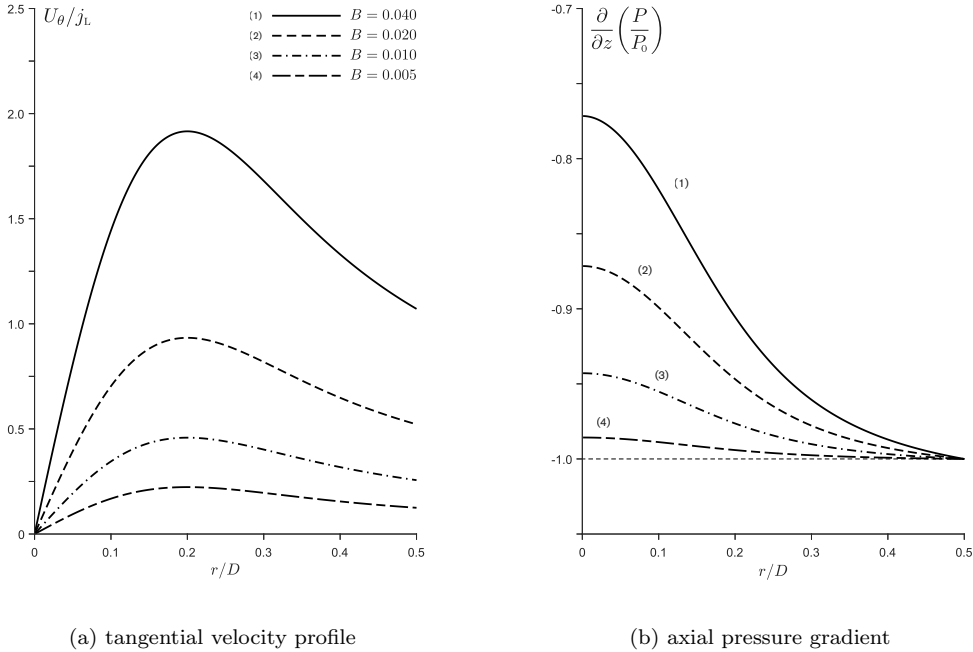 U_θ/j_L
(1) B = 0.040
(2) B = 0.020
(3) B = 0.010
(4) B = 0.005
2.5
2.0
1.5
1.0
0.5
0
0 0.1 0.2 0.3 0.4 0.5
r/D
(a) tangential velocity profile
∂/∂z (P/P_0)
-0.7
-0.8
-0.9
-1.0
(1)
(2)
(3)
(4)
0 0.1 0.2 0.3 0.4 0.5
r/D
(b) axial pressure gradient